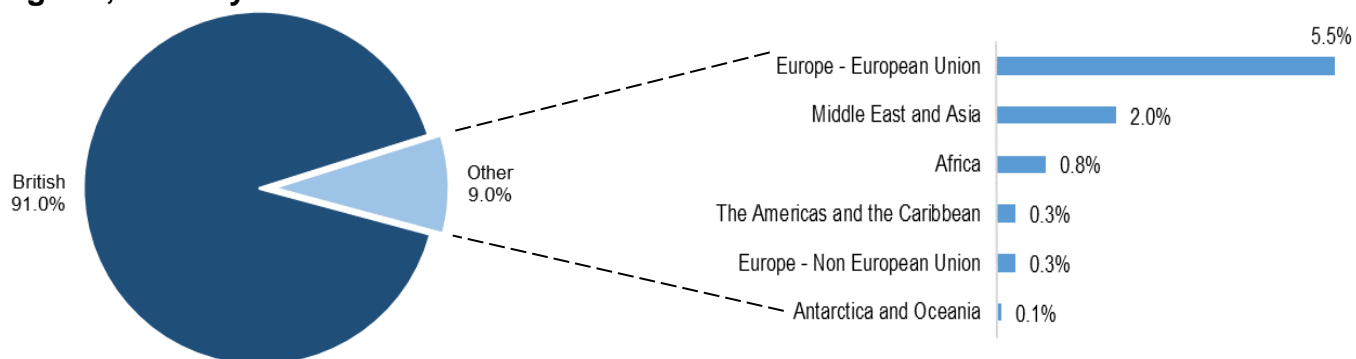 British
91.0%
Other
9.0%
5.5%
Europe - European Union
Middle East and Asia
2.0%
Africa
0.8%
The Americas and the Caribbean
0.3%
Europe - Non European Union
0.3%
Antarctica and Oceania
0.1%